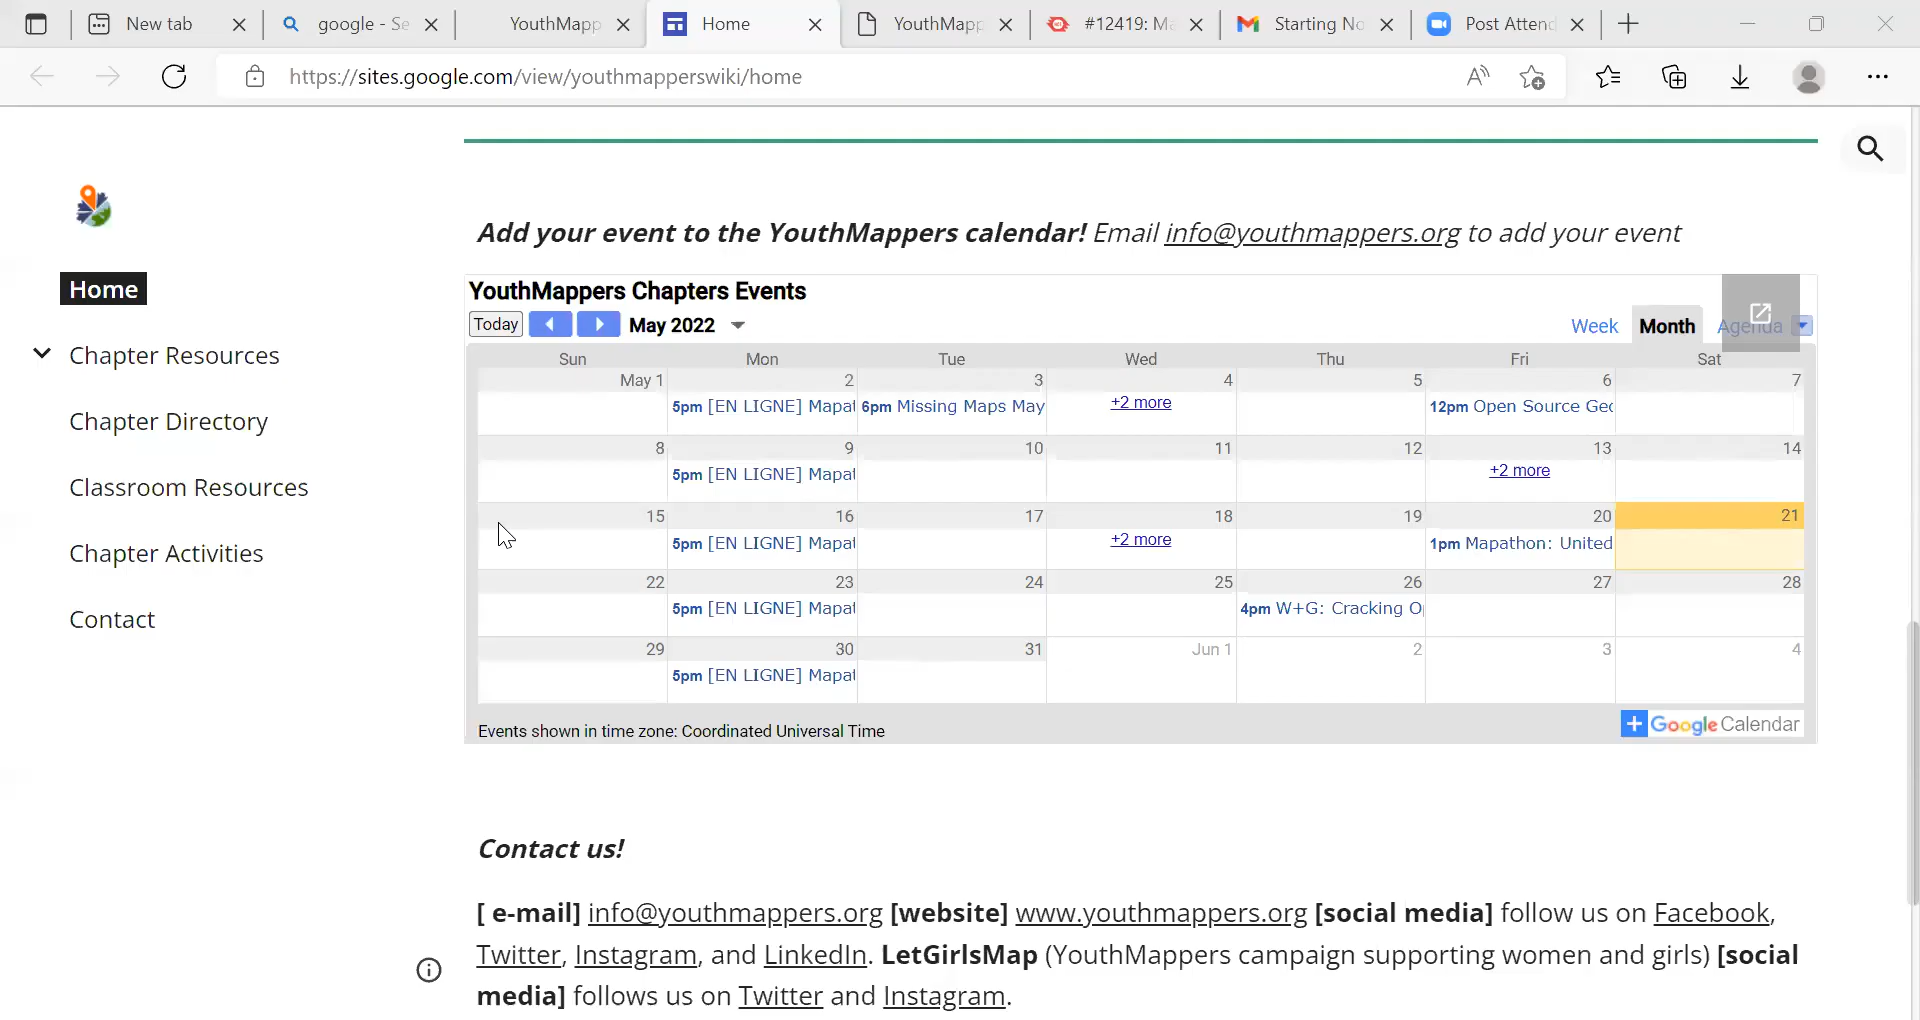 New tab google - Se YouthMapp Home YouthMapp #12419: Ma Starting No Post Attend
https://sites.google.com/view/youthmapperswiki/home
Add your event to the YouthMappers calendar! Email info@youthmappers.org to add your event
Home
Chapter Resources
Chapter Directory
Classroom Resources
Chapter Activities
Contact
YouthMappers Chapters Events
Today May 2022 Week Month Agenda
Sun Mon Tue Wed Thu Fri Sat
May 1 2 3 4 5 6 7
5pm [EN LIGNE] Mapat 6pm Missing Maps May +2 more 12pm Open Source Geo
8 9 10 11 12 13 14
5pm [EN LIGNE] Mapat +2 more
15 16 17 18 19 20 21
5pm [EN LIGNE] Mapat +2 more 1pm Mapathon: United
22 23 24 25 26 27 28
5pm [EN LIGNE] Mapat 4pm W+G: Cracking O
29 30 31 Jun 1 2 3 4
5pm [EN LIGNE] Mapat
Events shown in time zone: Coordinated Universal Time + Google Calendar
Contact us!
[ e-mail] info@youthmappers.org [website] www.youthmappers.org [social media] follow us on Facebook,
Twitter, Instagram, and LinkedIn. LetGirlsMap (YouthMappers campaign supporting women and girls) [social
media] follows us on Twitter and Instagram.